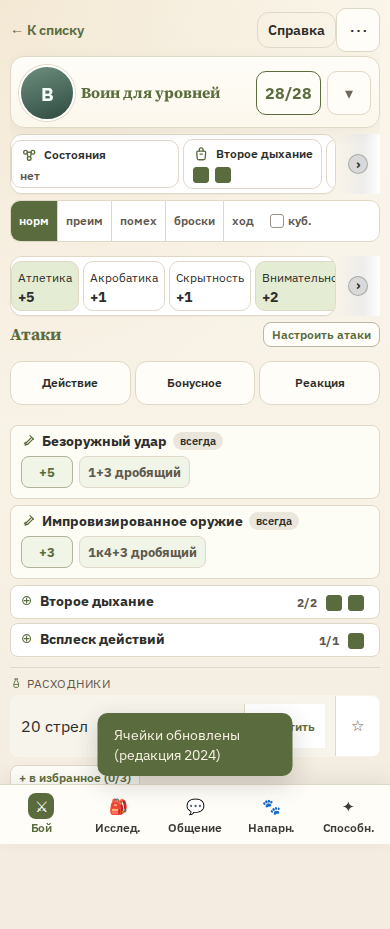 ← К списку
Справка
···
В
Воин для уровней
28/28
▼
Состояния
нет
Второе дыхание
норм
преим
помех
броски
ход
куб.
Атлетика
+5
Акробатика
+1
Скрытность
+1
+2
Атаки
Настроить атаки
Действие
Бонусное
Реакция
Безоружный удар всегда
+5
1+3 дробящий
Импровизированное оружие всегда
+3
1к4+3 дробящий
Второе дыхание
2/2
Всплеск действий
1/1
РАСХОДНИКИ
20 стрел
Ячейки обновлены
(редакция 2024)
+ в избранное (0/3)
Бой
Исслед.
Общение
Напарн.
Способн.